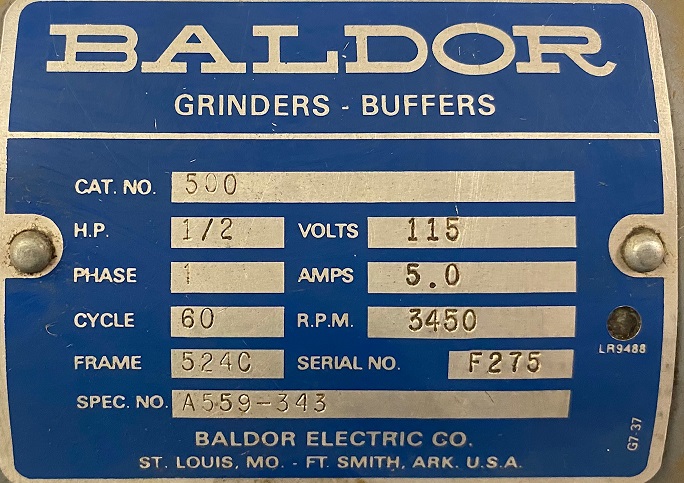 BALDOR
GRINDERS - BUFFERS
CAT. NO. 500
H.P. 1/2 VOLTS 115
PHASE 1 AMPS 5.0
CYCLE 60 R.P.M. 3450
LR9488
FRAME 524C SERIAL NO. F275
SPEC. NO. A559-343
G7-37
BALDOR ELECTRIC CO.
ST. LOUIS, MO. - FT. SMITH, ARK. U.S.A.